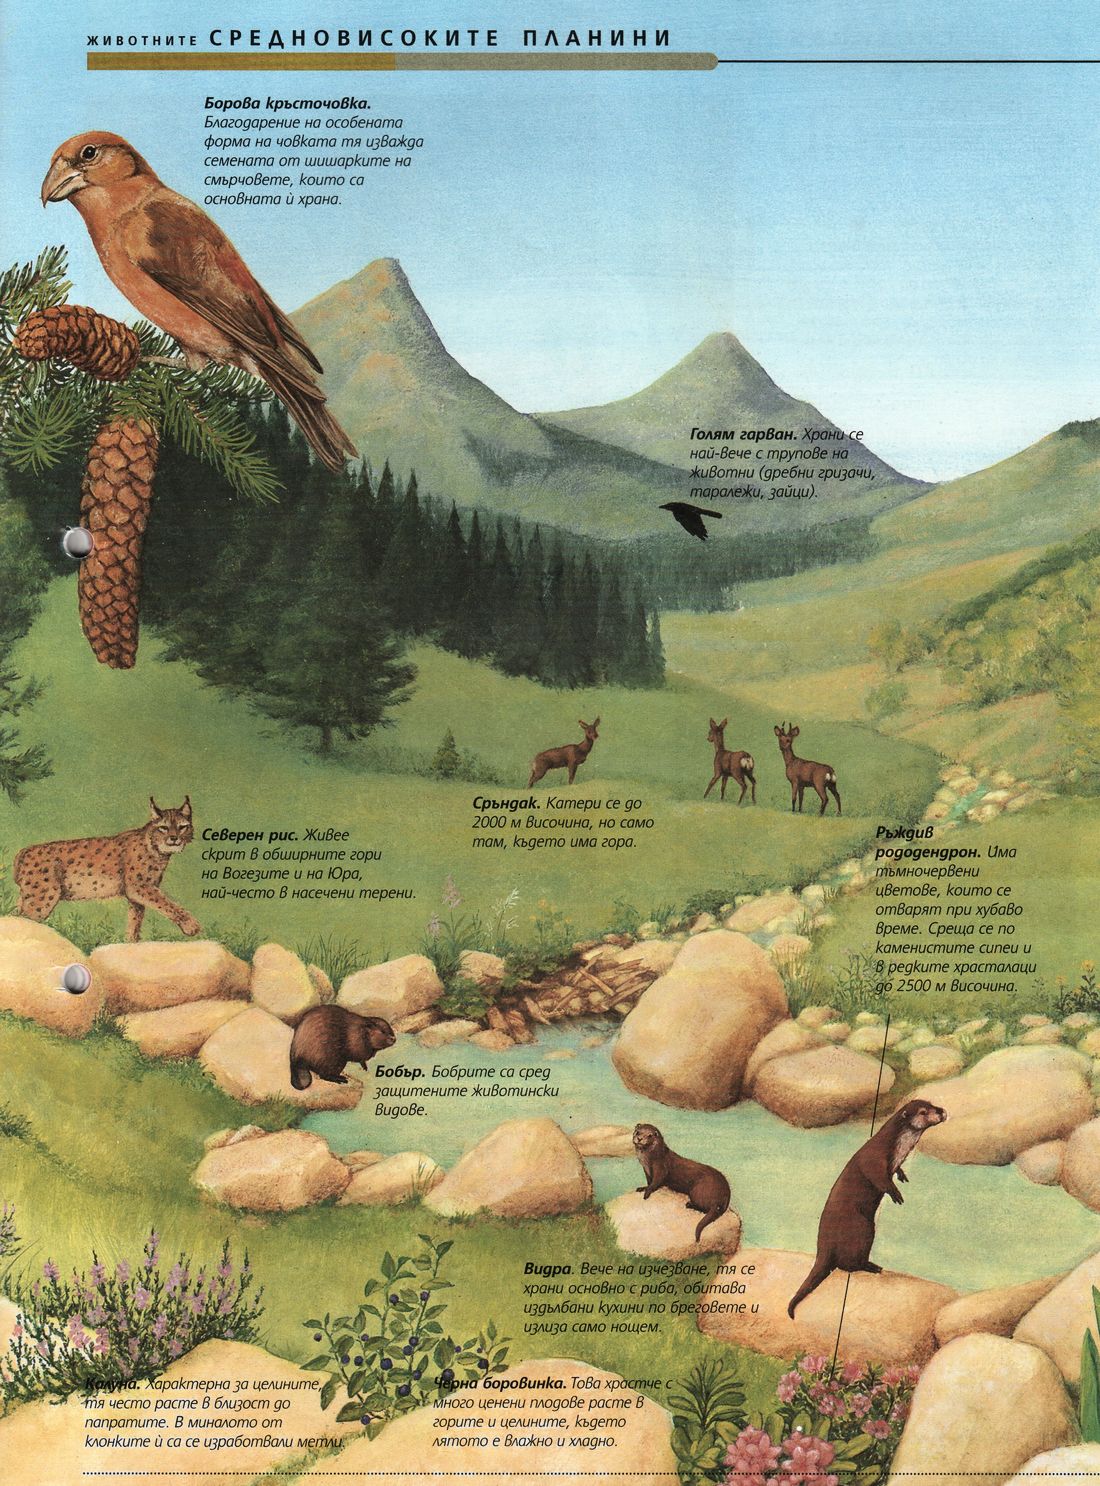 ЖИВОТНИТЕ СРЕДНОВИСОКИТЕ ПЛАНИНИ
Борова кръсточовка.
Благодарение на особената
форма на човката тя изважда
семената от шишарките на
смърчовете, които са
основната ѝ храна.
Голям гарван. Храни се
най-вече с трупове на
животни (дребни гризачи,
таралежи, зайци).
Сръндак. Катери се до
2000 м височина, но само
там, където има гора.
Северен рис. Живее
скрит в обширните гори
на Вогезите и на Юра,
най-често в насечени терени.
Ръждив
рододендрон. Има
тъмночервени
цветове, които се
отварят при хубаво
време. Среща се по
каменистите сипеи и
в редките храсталаци
до 2500 м височина.
Бобър. Бобрите са сред
защитените животински
видове.
Видра. Вече на изчезване, тя се
храни основно с риба, обитава
издълбани кухини по бреговете и
излиза само нощем.
Калуна. Характерна за целините,
тя често расте в близост до
папратите. В миналото от
клонките ѝ са се изработвали метли.
Черна боровинка. Това храстче с
много ценени плодове расте в
горите и целините, където
лятото е влажно и хладно.